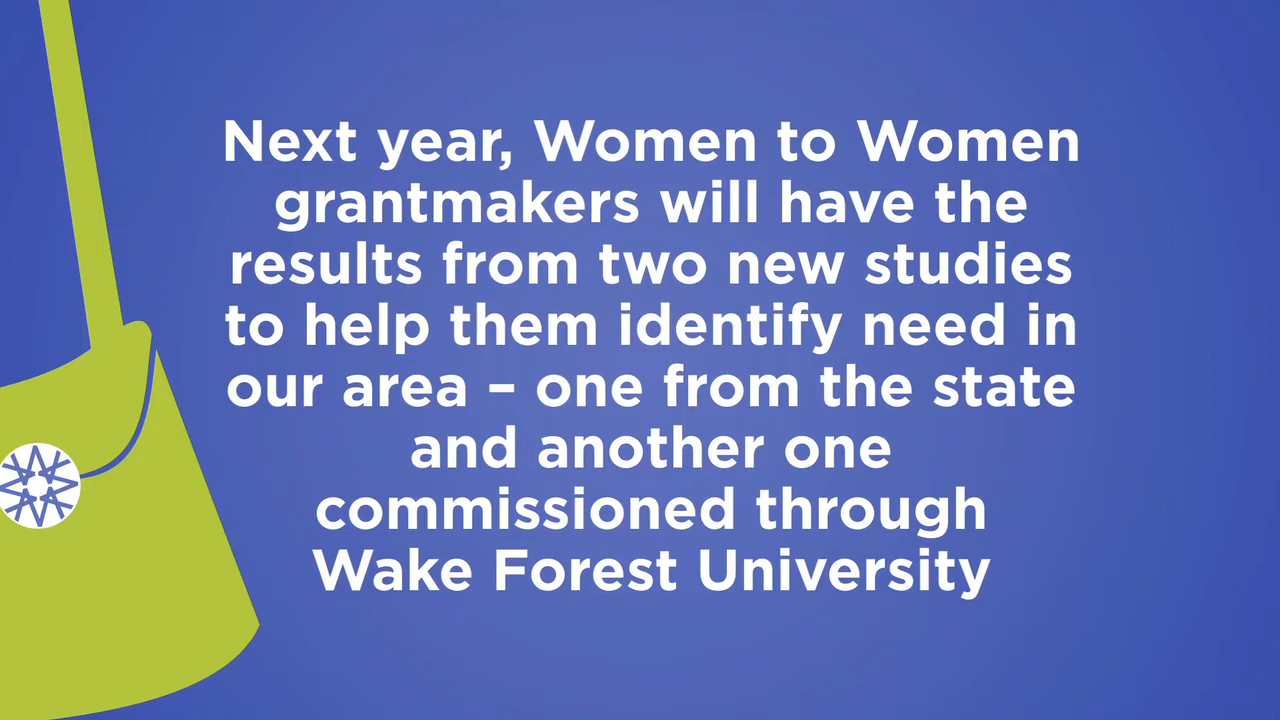 Next year, Women to Women
grantmakers will have the
results from two new studies
to help them identify need in
our area – one from the state
and another one
commissioned through
Wake Forest University